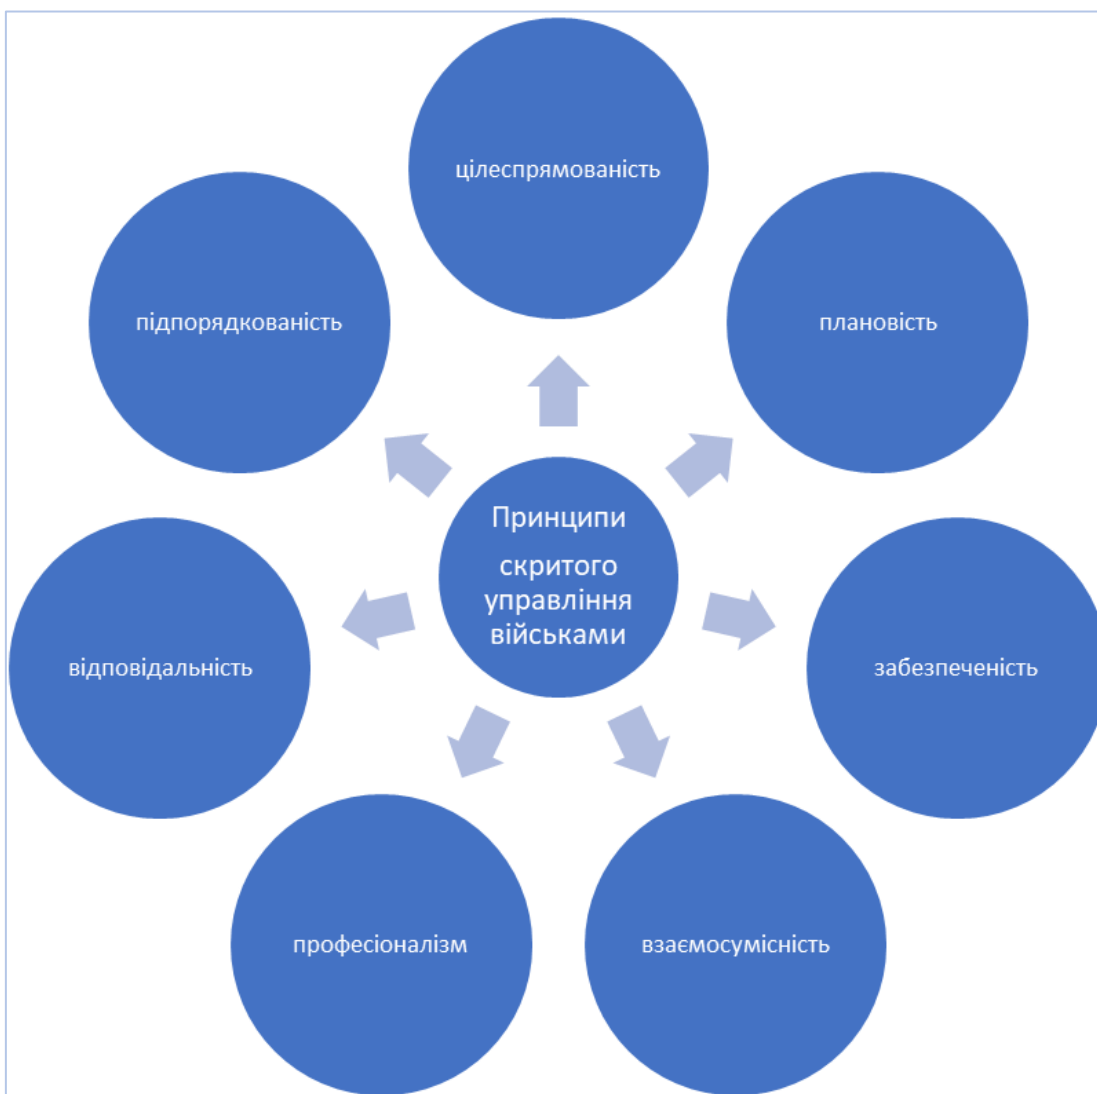 цілеспрямованість
плановість
забезпеченість
взаємосумісність
професіоналізм
відповідальність
підпорядкованість
Принципи
скритого
управління
військами